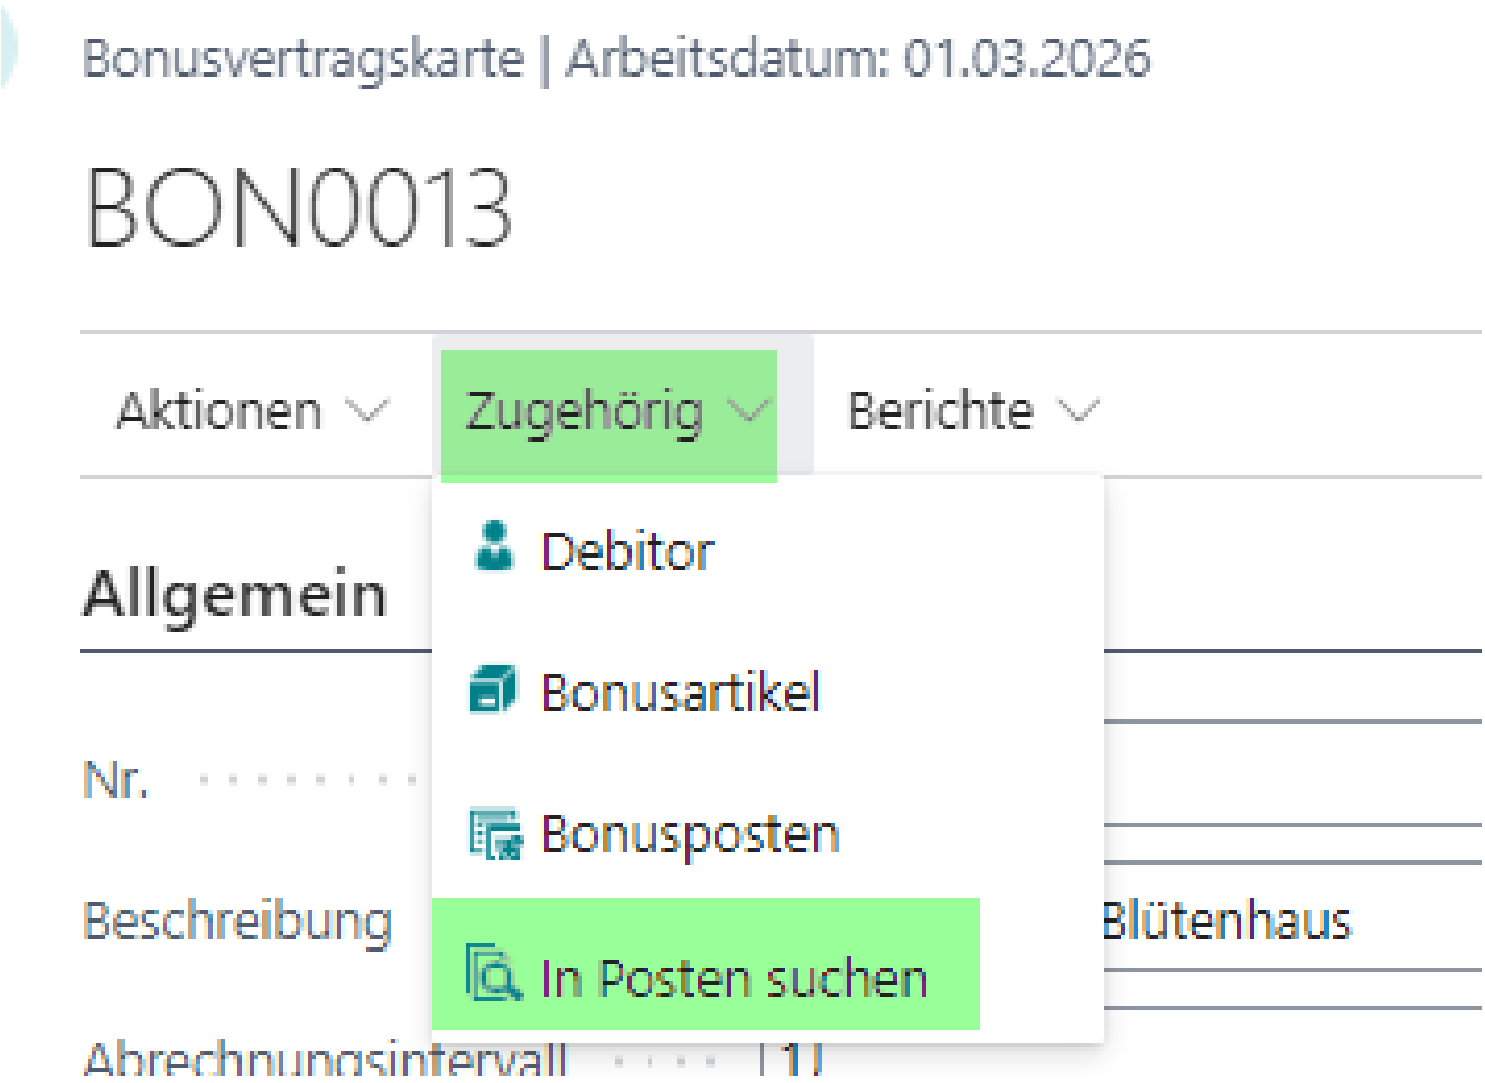 Bonusvertragskarte | Arbeitsdatum: 01.03.2026
BON0013
Aktionen Zugehörig Berichte
Debitor
Allgemein
Bonusartikel
Nr.
Bonusposten
Beschreibung Blütenhaus
In Posten suchen
Abrechnungsintervall 1J